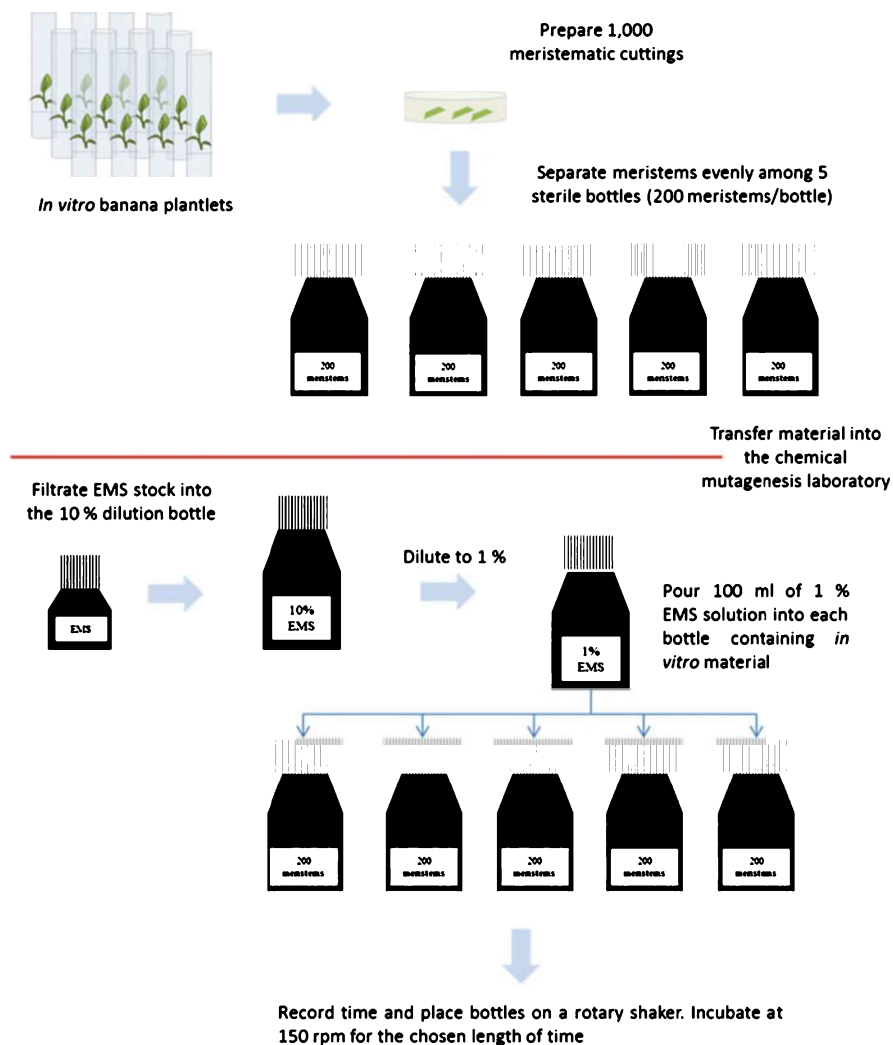 Prepare 1,000
meristematic cuttings
In vitro banana plantlets
Separate meristems evenly among 5
sterile bottles (200 meristems/bottle)
200
meristems
200
meristems
200
meristems
200
meristems
200
meristems
Transfer material into
the chemical
mutagenesis laboratory
Filtrate EMS stock into
the 10 % dilution bottle
EMS
10%
EMS
Dilute to 1 %
1%
EMS
Pour 100 ml of 1 %
EMS solution into each
bottle containing in
vitro material
200
meristems
200
meristems
200
meristems
200
meristems
200
meristems
Record time and place bottles on a rotary shaker. Incubate at
150 rpm for the chosen length of time